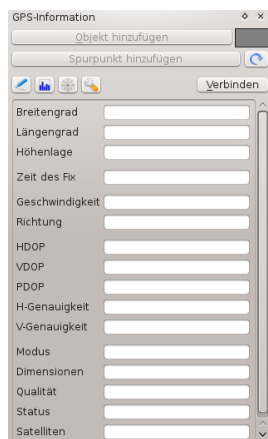 GPS-Information
Objekt hinzufügen
Spurpunkt hinzufügen
Verbinden
Breitengrad
Längengrad
Höhenlage
Zeit des Fix
Geschwindigkeit
Richtung
HDOP
VDOP
PDOP
H-Genauigkeit
V-Genauigkeit
Modus
Dimensionen
Qualität
Status
Satelliten